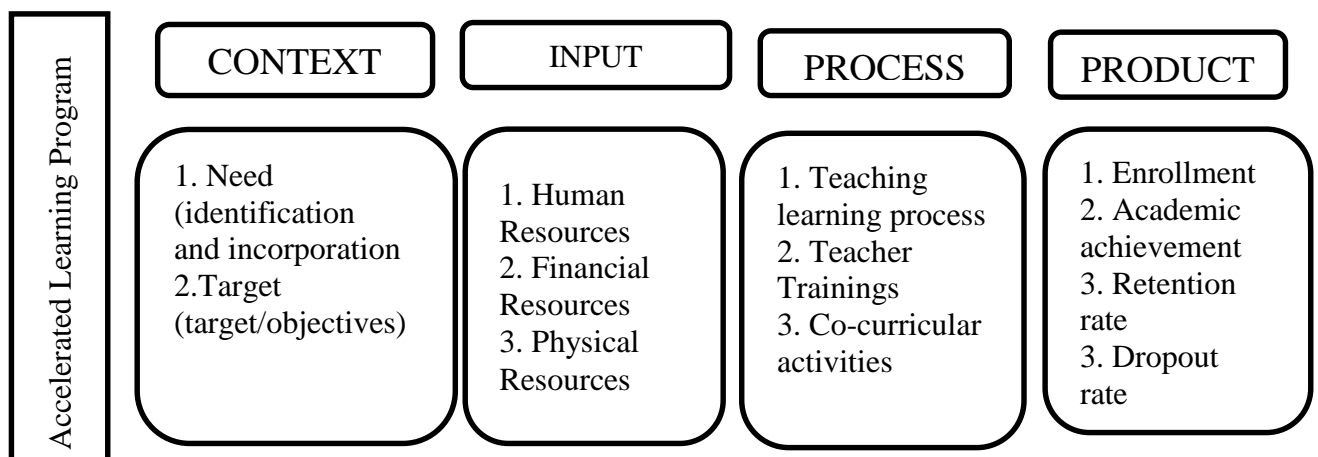 Accelerated Learning Program
CONTEXT
1. Need
(identification
and incorporation
2.Target
(target/objectives)
INPUT
1. Human
Resources
2. Financial
Resources
3. Physical
Resources
PROCESS
1. Teaching
learning process
2. Teacher
Trainings
3. Co-curricular
activities
PRODUCT
1. Enrollment
2. Academic
achievement
3. Retention
rate
3. Dropout
rate